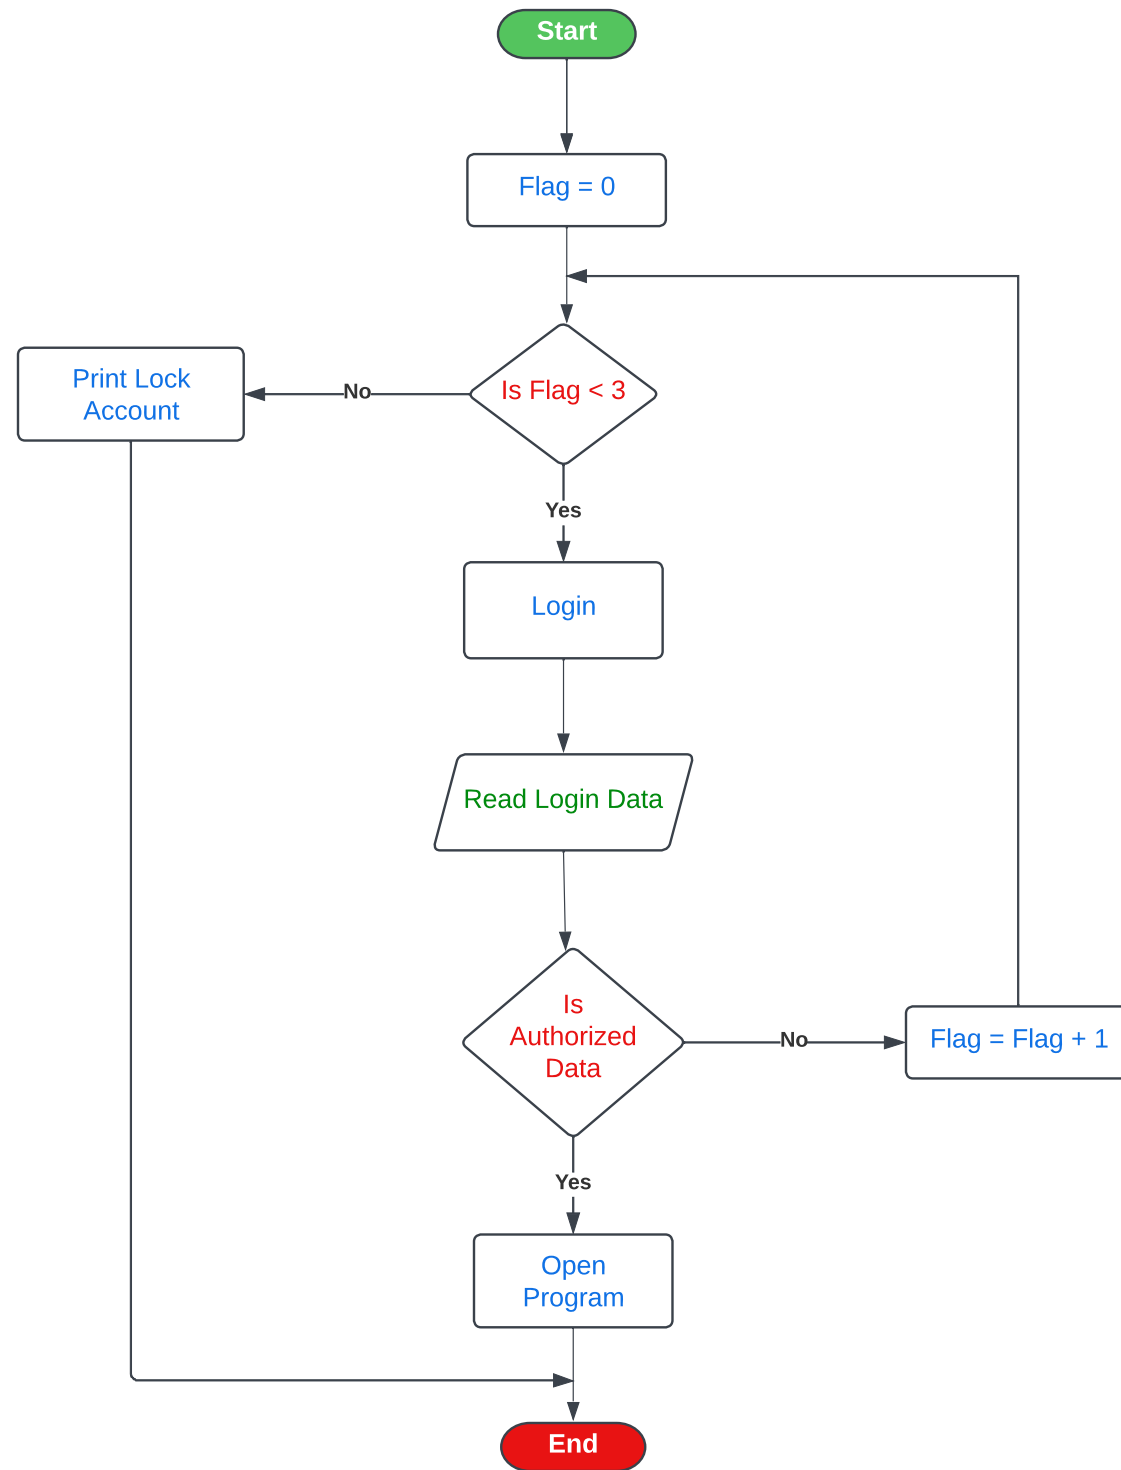 Start
Flag = 0
Is Flag < 3
No
Print Lock
Account
Yes
Login
Read Login Data
Is
Authorized
Data
No
Flag = Flag + 1
Yes
Open
Program
End